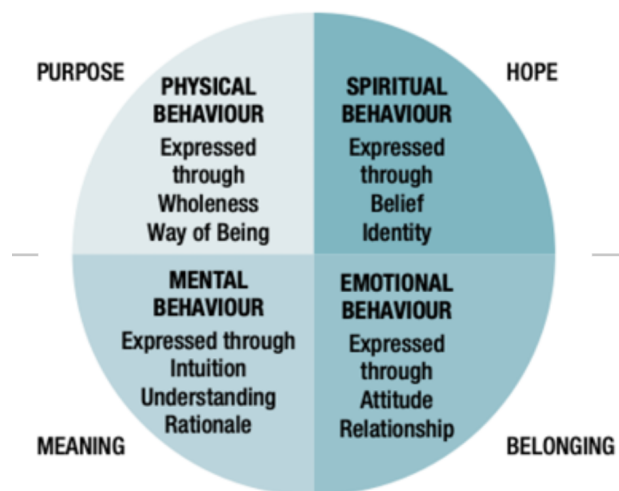 PURPOSE
PHYSICAL
BEHAVIOUR
Expressed
through
Wholeness
Way of Being
SPIRITUAL
BEHAVIOUR
Expressed
through
Belief
Identity
HOPE
MEANING
MENTAL
BEHAVIOUR
Expressed through
Intuition
Understanding
Rationale
EMOTIONAL
BEHAVIOUR
Expressed
through
Attitude
Relationship
BELONGING